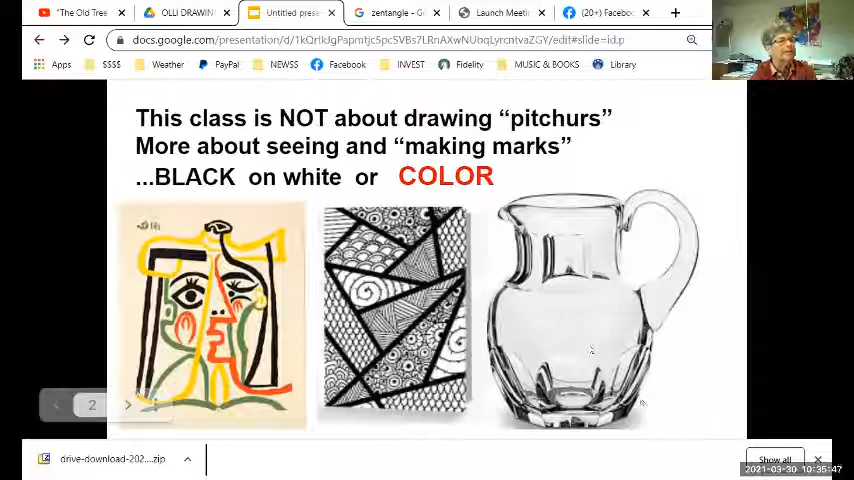 "The Old Tree
OLLI DRAWIN
Untitled prese
zentangle - G
Launch Meeti
(20+) Facebo
docs.google.com/presentation/d/
/edit#slide=id.p
Apps
$$$$
Weather
PayPal
NEWSS
Facebook
INVEST
Fidelity
MUSIC & BOOKS
Library
This class is NOT about drawing “pitchurs”
More about seeing and “making marks”
...BLACK on white or COLOR
2
drive-download-202....zip
Show all
2021-03-30 10:35:47